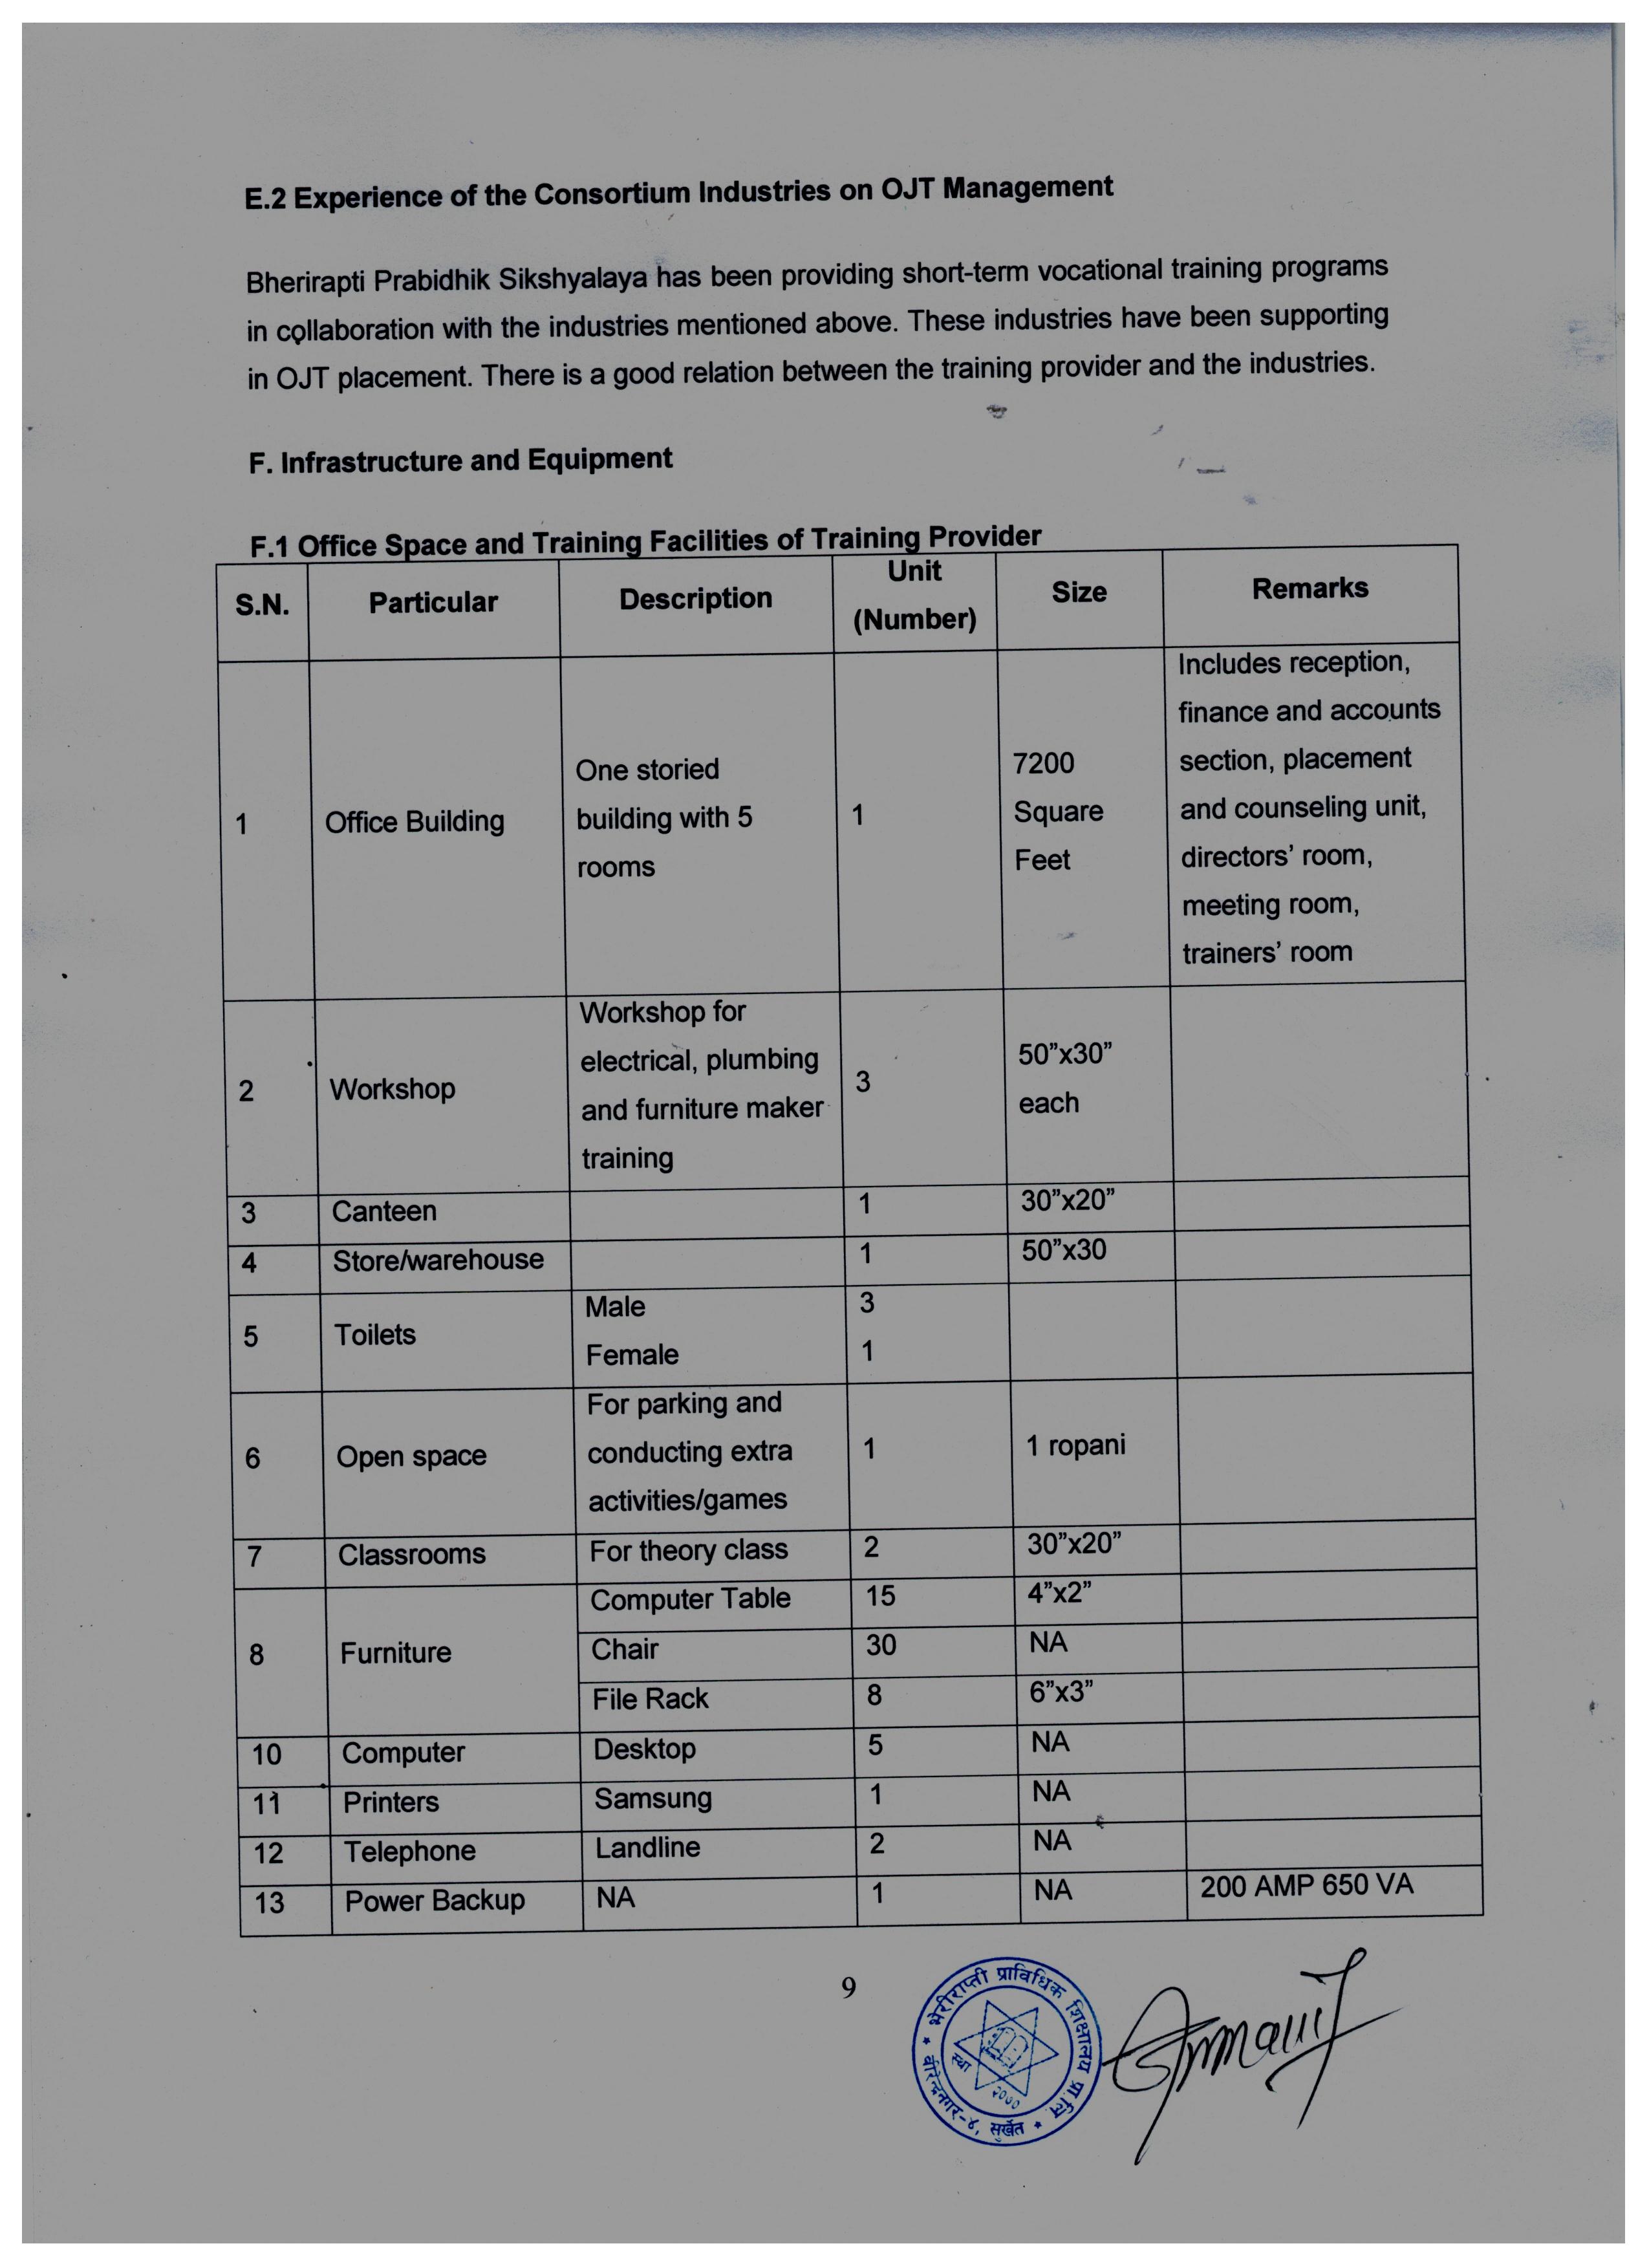 E.2 Experience of the Consortium Industries on OJT Management
Bherirapti Prabidhik Sikshyalaya has been providing short-term vocational training programs
in collaboration with the industries mentioned above. These industries have been supporting
in OJT placement. There is a good relation between the training provider and the industries.
F. Infrastructure and Equipment
F.1 Office Space and Training Facilities of Training Provider
S.N. Particular Description Unit (Number) Size Remarks
1 Office Building One storied building with 5 rooms 1 7200 Square Feet Includes reception, finance and accounts section, placement and counseling unit, directors’ room, meeting room, trainers’ room
2 Workshop Workshop for electrical, plumbing and furniture maker training 3 50”x30” each
3 Canteen 1 30”x20”
4 Store/warehouse 1 50”x30
5 Toilets Male 3
Female 1
6 Open space For parking and conducting extra activities/games 1 1 ropani
7 Classrooms For theory class 2 30”x20”
8 Furniture Computer Table 15 4”x2”
Chair 30 NA
File Rack 8 6”x3”
10 Computer Desktop 5 NA
11 Printers Samsung 1 NA
12 Telephone Landline 2 NA
13 Power Backup NA 1 NA 200 AMP 650 VA
9
भेरीराप्ती प्राविधिक शिक्षालय प्रा.लि.
स्था २०७०
वीरेन्द्रनगर-४, सुर्खेत